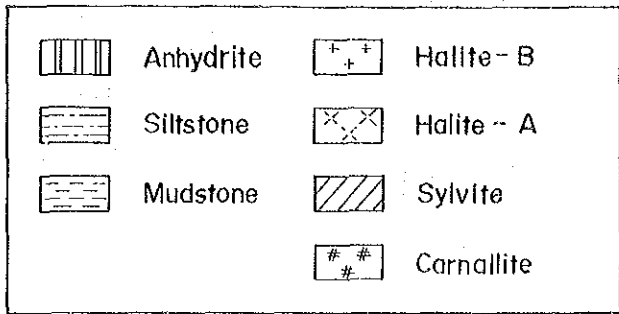 Anhydrite
Siltstone
Mudstone
Halite - B
Halite - A
Sylvite
Carnallite